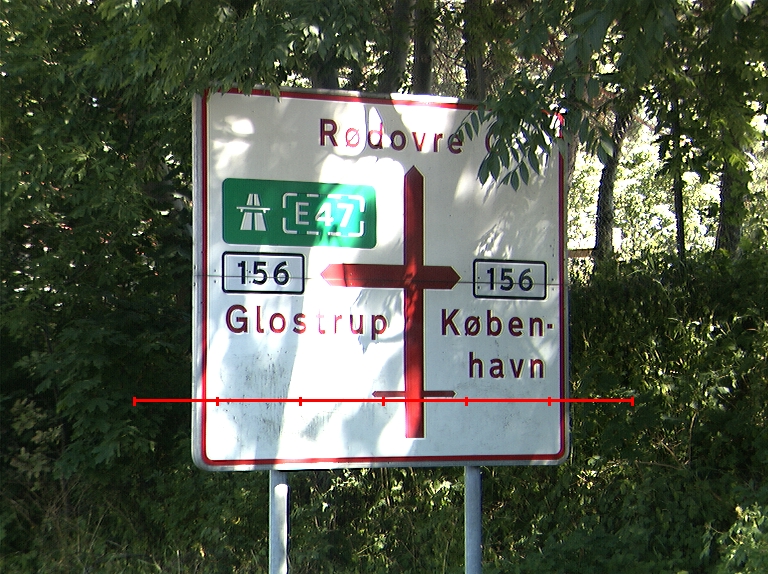 Rødovre
E47
156
Glostrup
156
Køben-
havn